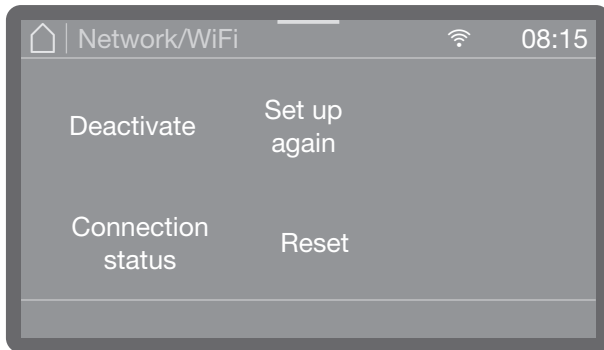 Network/WiFi
08:15
Deactivate
Set up
again
Connection
status
Reset